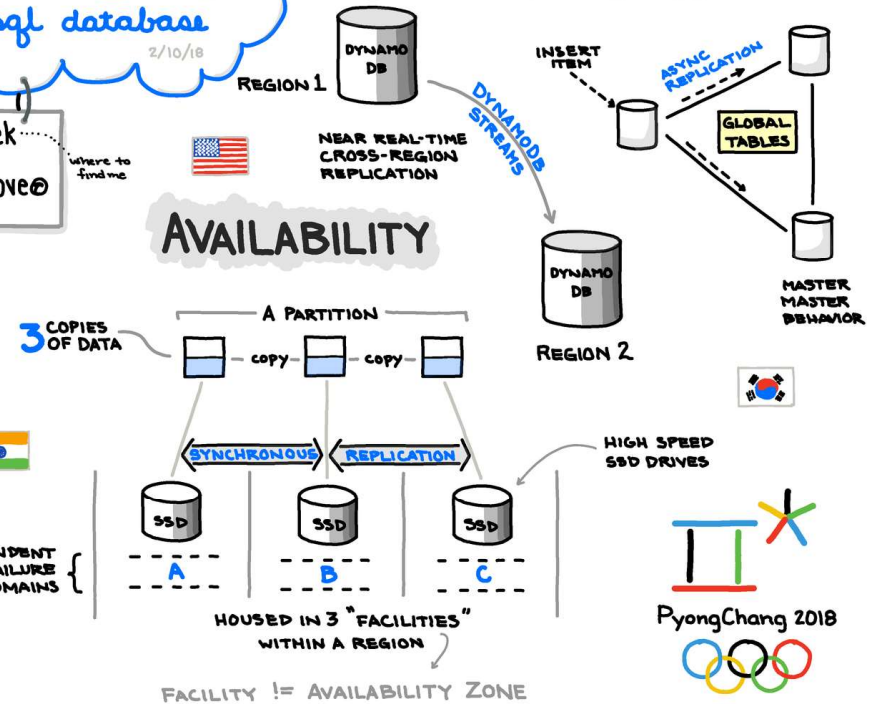 sql database
2/10/18
where to
find me
REGION 1
DYNAMO
DB
NEAR REAL-TIME
CROSS-REGION
REPLICATION
DYNAMODB
STREAMS
DYNAMO
DB
REGION 2
INSERT
ITEM
ASYNC
REPLICATION
GLOBAL
TABLES
MASTER
MASTER
BEHAVIOR
AVAILABILITY
A PARTITION
3 COPIES
OF DATA
COPY
COPY
SYNCHRONOUS
REPLICATION
HIGH SPEED
SSD DRIVES
SSD
SSD
SSD
A
B
C
HOUSED IN 3 "FACILITIES"
WITHIN A REGION
FACILITY != AVAILABILITY ZONE
PyongChang 2018